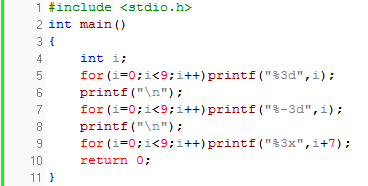 1 #include <stdio.h>
2 int main()
3 {
4     int i;
5     for(i=0;i<9;i++)printf("%3d",i);
6     printf("\n");
7     for(i=0;i<9;i++)printf("%-3d",i);
8     printf("\n");
9     for(i=0;i<9;i++)printf("%3x",i+7);
10     return 0;
11 }